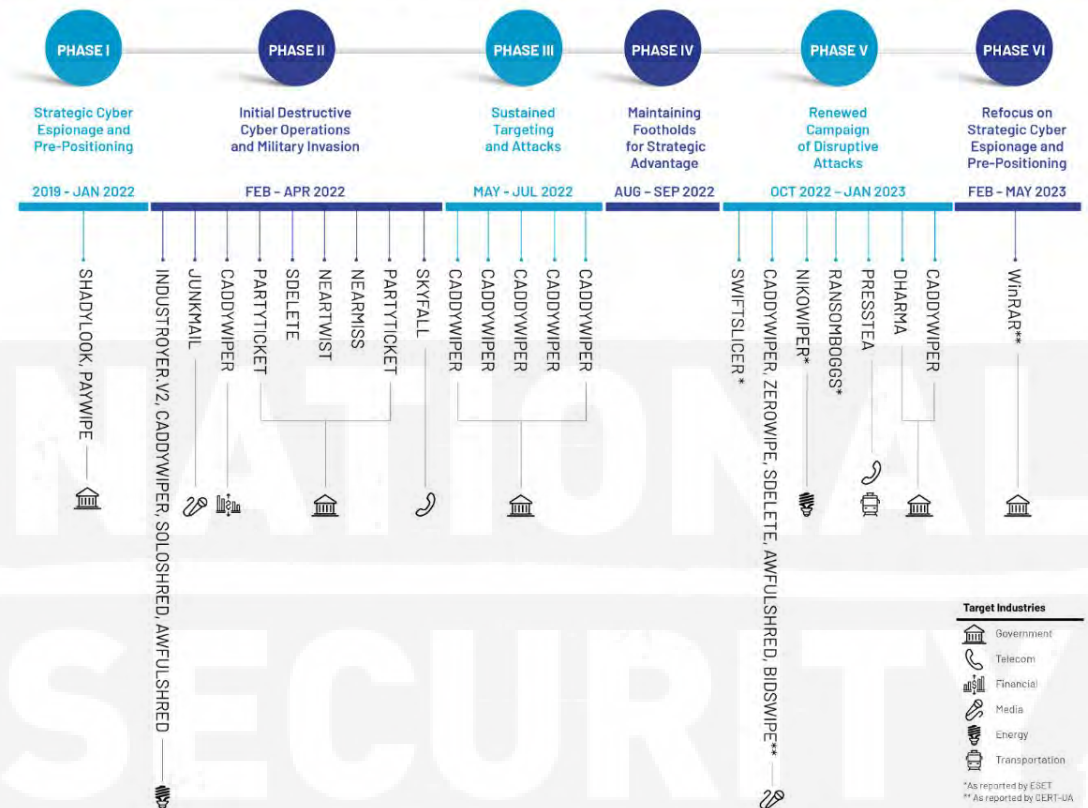 PHASE I
PHASE II
PHASE III
PHASE IV
PHASE V
PHASE VI
Strategic Cyber
Espionage and
Pre-Positioning
Initial Destructive
Cyber Operations
and Military Invasion
Sustained
Targeting
and Attacks
Maintaining
Footholds
for Strategic
Advantage
Renewed
Campaign
of Disruptive
Attacks
Refocus on
Strategic Cyber
Espionage and
Pre-Positioning
2019 - JAN 2022
FEB - APR 2022
MAY - JUL 2022
AUG - SEP 2022
OCT 2022 - JAN 2023
FEB - MAY 2023
SHADYLOOK, PAYWIPE
INDUSTROYER.V2, CADDYWIPER, SOLOSHRED, AWFULSHRED
JUNKMAIL
CADDYWIPER
PARTYTICKET
SDELETE
NEARTWIST
NEARMISS
PARTYTICKET
SKYFALL
CADDYWIPER
CADDYWIPER
CADDYWIPER
CADDYWIPER
CADDYWIPER
SWIFTSLICER *
CADDYWIPER, ZEROWIPE, SDELETE, AWFULSHRED, BIDSWIPE**
NIKOWIPER*
RANSOMBOGGS*
PRESSTEA
DHARMA
CADDYWIPER
WinRAR**
NATIONAL
SECURITY
Target Industries
Government
Telecom
Financial
Media
Energy
Transportation
*As reported by ESET
** As reported by CERT-UA